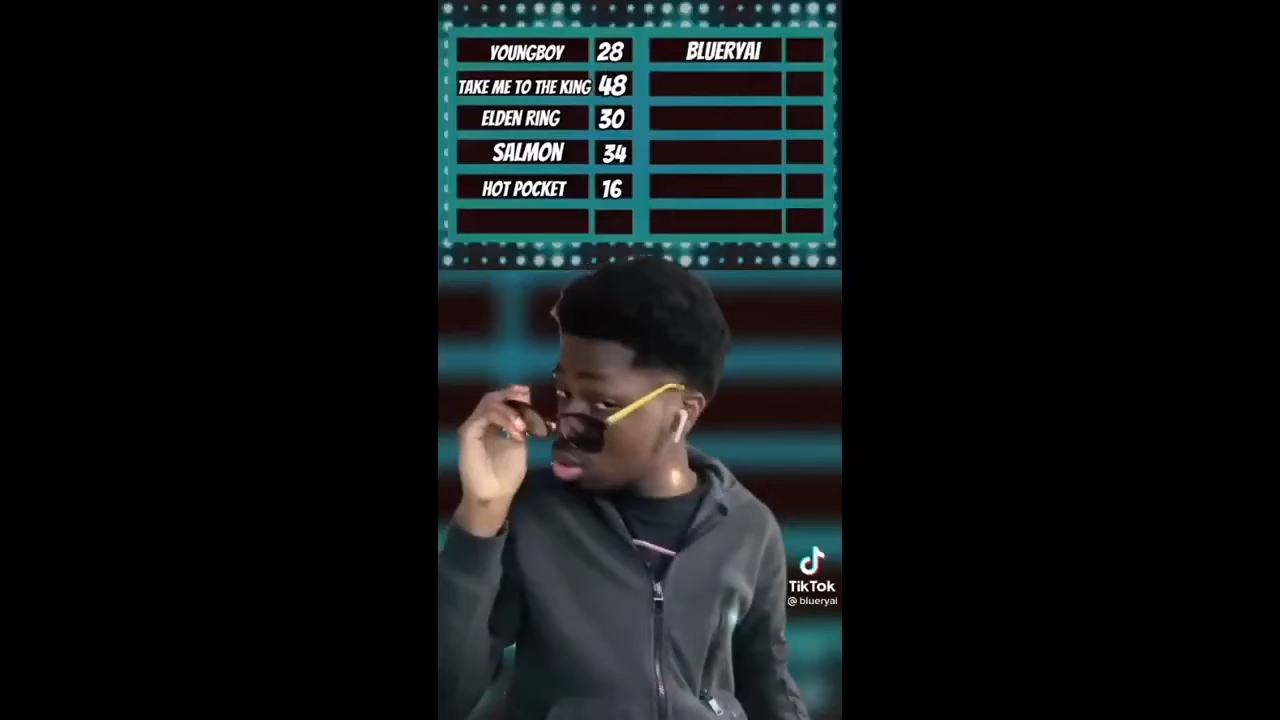 YOUNGBOY 28 BLUERYAI
TAKE ME TO THE KING 48
ELDEN RING 30
SALMON 34
HOT POCKET 16
TikTok
@blueryai